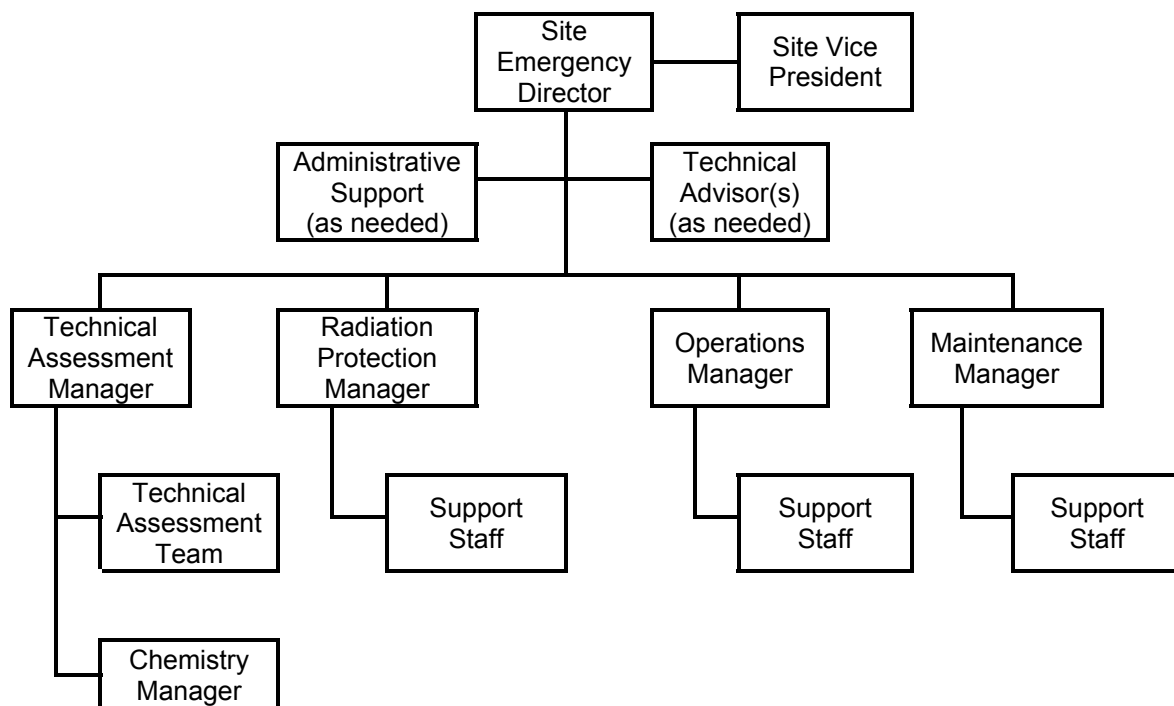 Site
Emergency
Director
Site Vice
President
Administrative
Support
(as needed)
Technical
Advisor(s)
(as needed)
Technical
Assessment
Manager
Radiation
Protection
Manager
Operations
Manager
Maintenance
Manager
Technical
Assessment
Team
Support
Staff
Support
Staff
Support
Staff
Chemistry
Manager